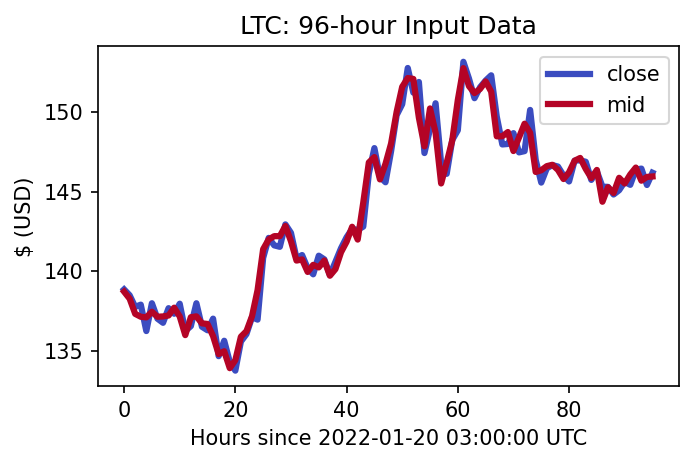 LTC: 96-hour Input Data
close
mid
$ (USD)
150
145
140
135
0 20 40 60 80
Hours since 2022-01-20 03:00:00 UTC